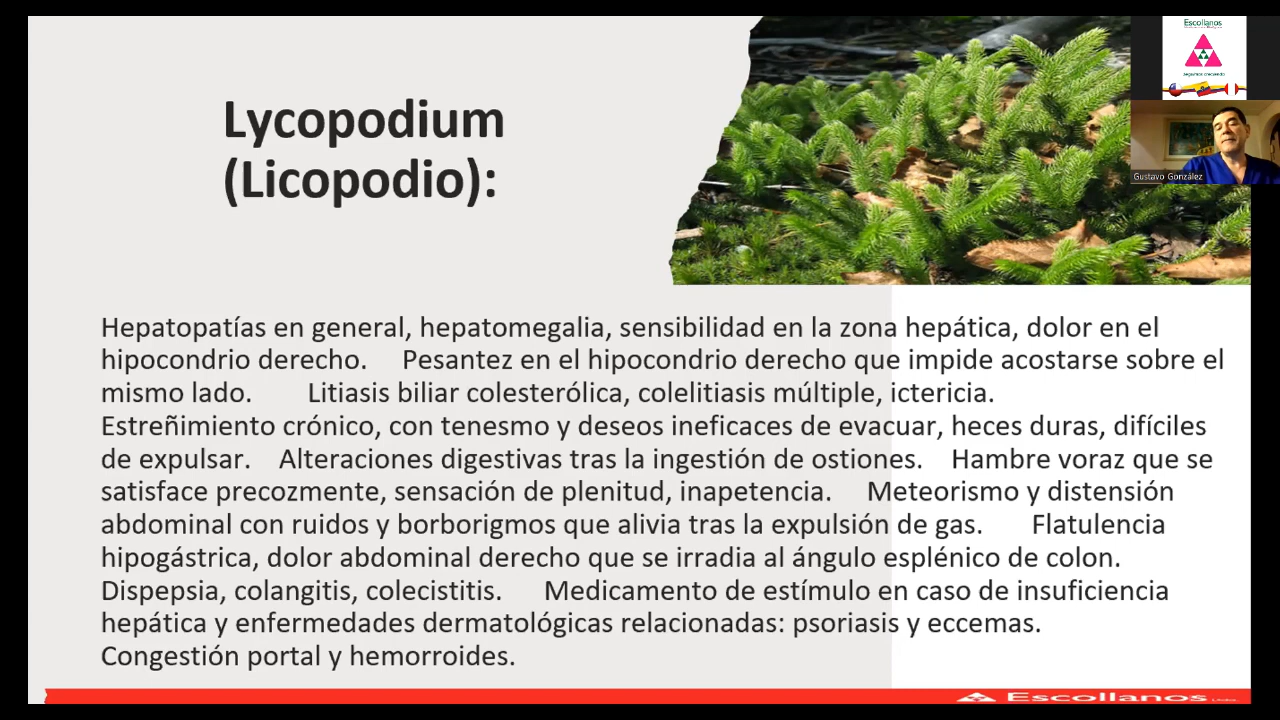 Lycopodium
(Licopodio):
Escollanos
Gustavo González
Hepatopatías en general, hepatomegalia, sensibilidad en la zona hepática, dolor en el
hipocondrio derecho. Pesantez en el hipocondrio derecho que impide acostarse sobre el
mismo lado. Litiasis biliar colesterólica, colelitiasis múltiple, ictericia.
Estreñimiento crónico, con tenesmo y deseos ineficaces de evacuar, heces duras, difíciles
de expulsar. Alteraciones digestivas tras la ingestión de ostiones. Hambre voraz que se
satisface precozmente, sensación de plenitud, inapetencia. Meteorismo y distensión
abdominal con ruidos y borborigmos que alivia tras la expulsión de gas. Flatulencia
hipogástrica, dolor abdominal derecho que se irradia al ángulo esplénico de colon.
Dispepsia, colangitis, colecistitis. Medicamento de estímulo en caso de insuficiencia
hepática y enfermedades dermatológicas relacionadas: psoriasis y eccemas.
Congestión portal y hemorroides.
Escollanos